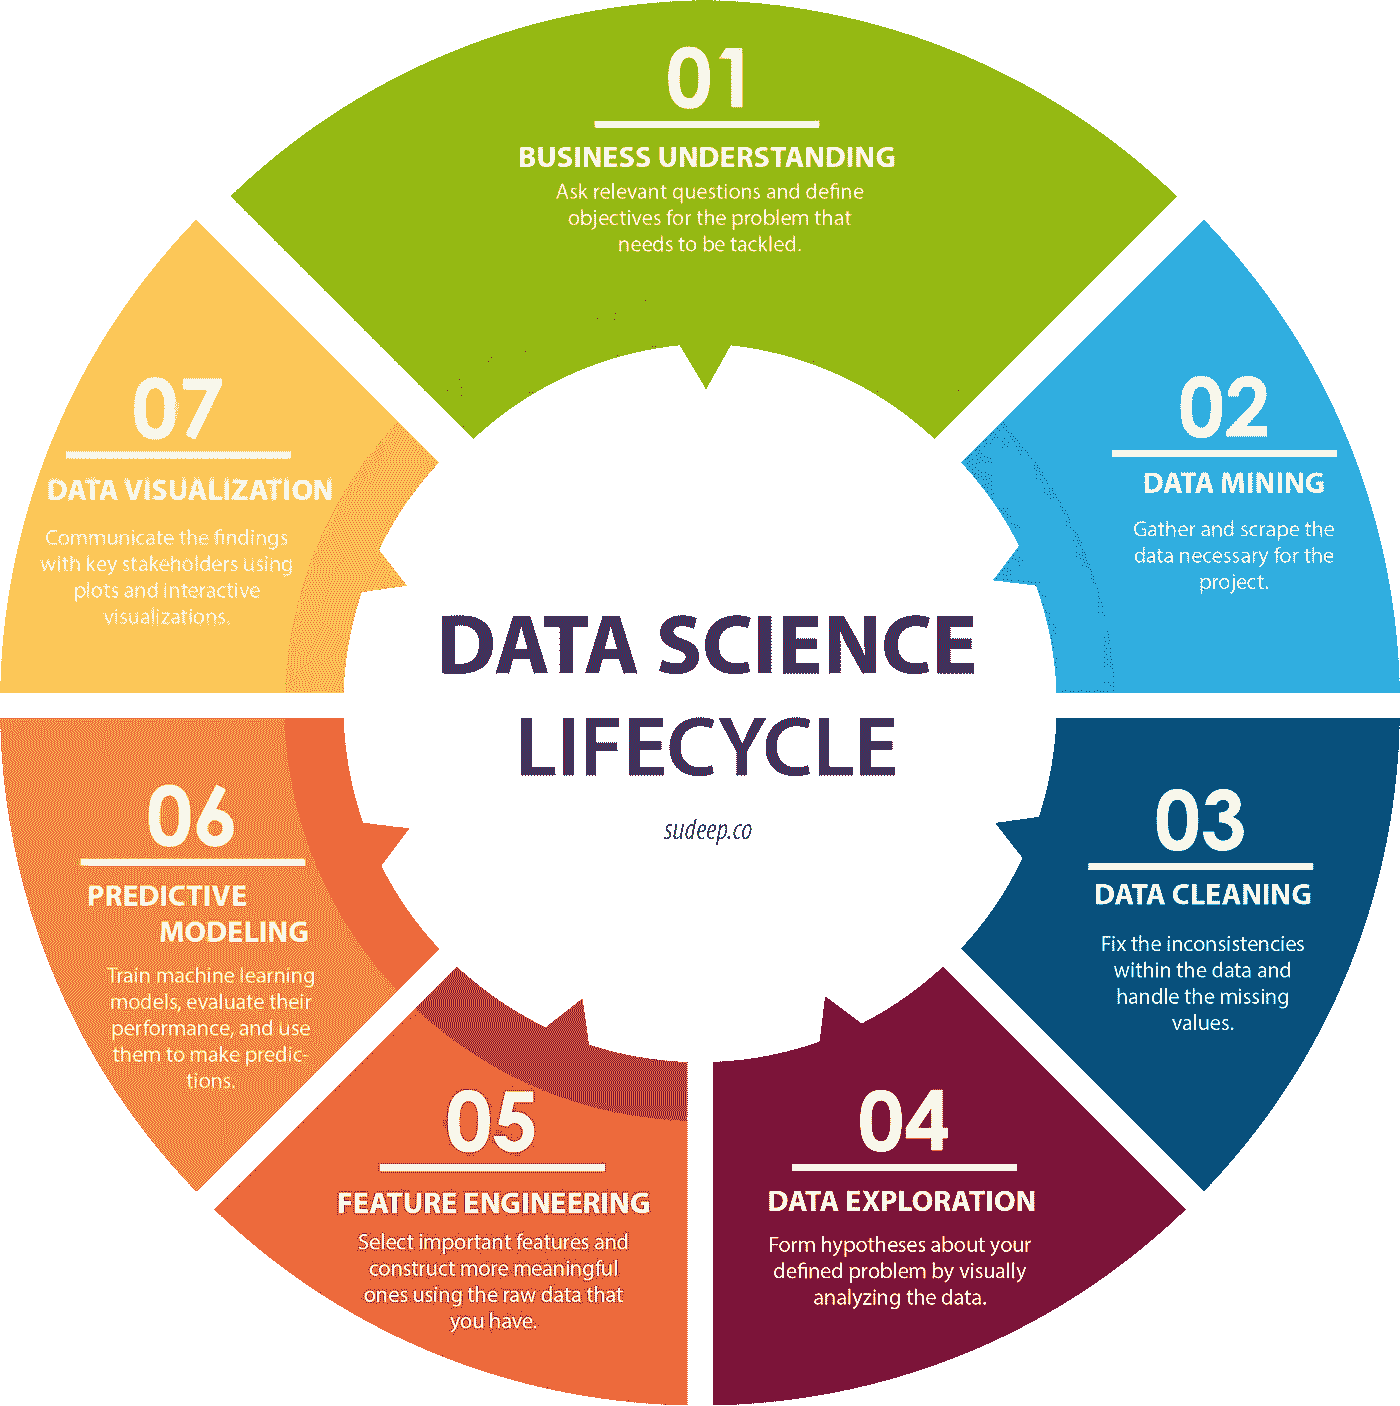 01
BUSINESS UNDERSTANDING
Ask relevant questions and define
objectives for the problem that
needs to be tackled.
02
DATA MINING
Gather and scrape the
data necessary for the
project.
03
DATA CLEANING
Fix the inconsistencies
within the data and
handle the missing
values.
04
DATA EXPLORATION
Form hypotheses about your
defined problem by visually
analyzing the data.
05
FEATURE ENGINEERING
Select important features and
construct more meaningful
ones using the raw data that
you have.
06
PREDICTIVE
MODELING
Train machine learning
models, evaluate their
performance, and use
them to make predic-
tions.
07
DATA VISUALIZATION
Communicate the findings
with key stakeholders using
plots and interactive
visualizations.
DATA SCIENCE
LIFECYCLE
sudeep.co